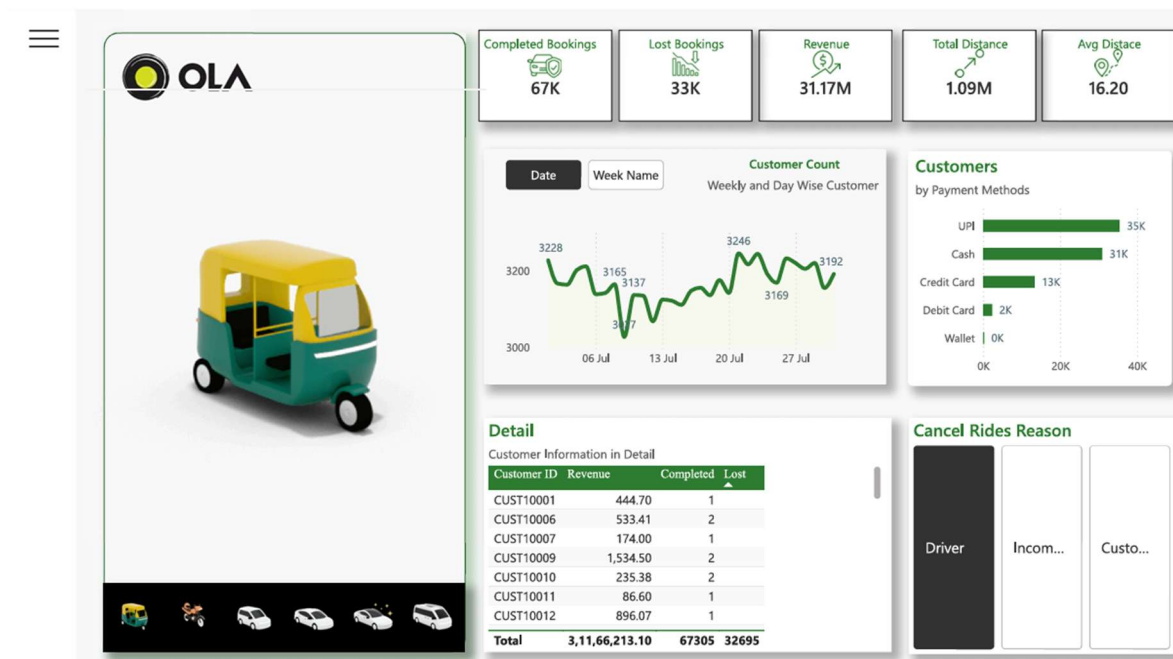 OLA
Completed Bookings
67K
Lost Bookings
33K
Revenue
31.17M
Total Distance
1.09M
Avg Distace
16.20
Date
Week Name
Customer Count
Weekly and Day Wise Customer
3228
3165
3137
3246
3169
3192
3200
3000
06 Jul
13 Jul
20 Jul
27 Jul
Customers
by Payment Methods
UPI 35K
Cash 31K
Credit Card 13K
Debit Card 2K
Wallet 0K
0K 20K 40K
Detail
Customer Information in Detail
Customer ID Revenue Completed Lost
CUST10001 444.70 1
CUST10006 533.41 2
CUST10007 174.00 1
CUST10009 1,534.50 2
CUST10010 235.38 2
CUST10011 86.60 1
CUST10012 896.07 1
Total 3,11,66,213.10 67305 32695
Cancel Rides Reason
Driver
Incom...
Custo...